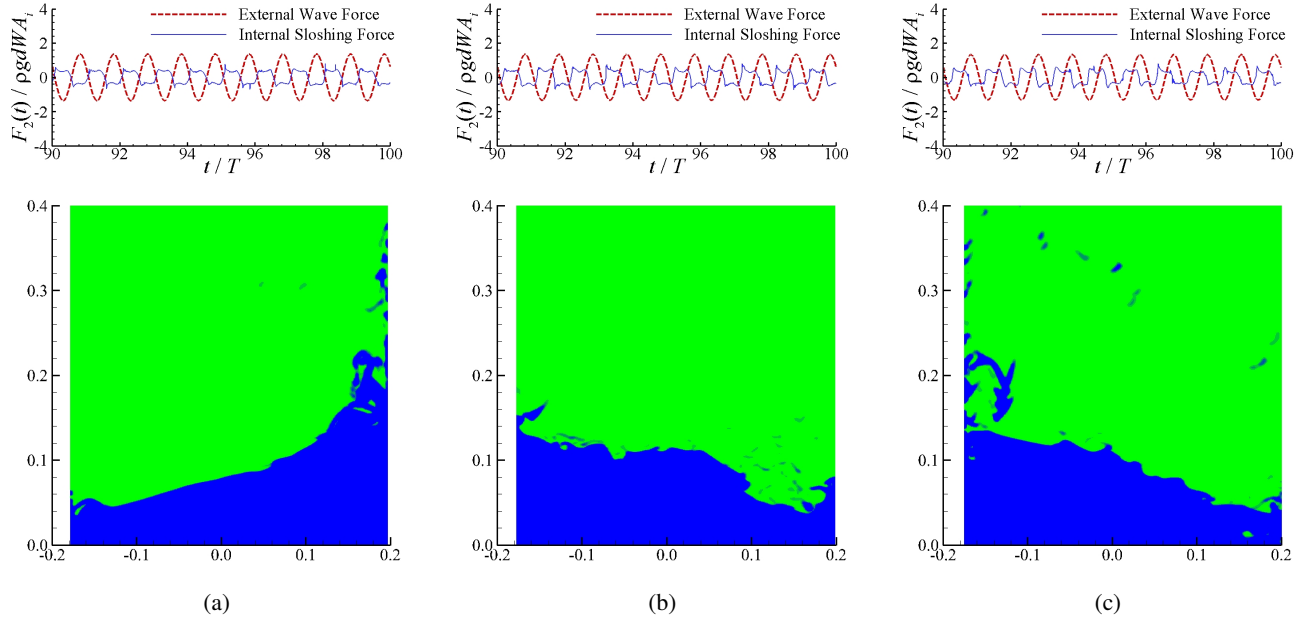 External Wave Force
Internal Sloshing Force
F2(t) / ρgdWAi
4
2
0
-2
-4
90 92 94 96 98 100
t / T
0.4
0.3
0.2
0.1
0.0
-0.2 -0.1 0.0 0.1 0.2
(a)
External Wave Force
Internal Sloshing Force
F2(t) / ρgdWAi
4
2
0
-2
-4
90 92 94 96 98 100
t / T
0.4
0.3
0.2
0.1
0.0
-0.2 -0.1 0.0 0.1 0.2
(b)
External Wave Force
Internal Sloshing Force
F2(t) / ρgdWAi
4
2
0
-2
-4
90 92 94 96 98 100
t / T
0.4
0.3
0.2
0.1
0.0
-0.2 -0.1 0.0 0.1 0.2
(c)